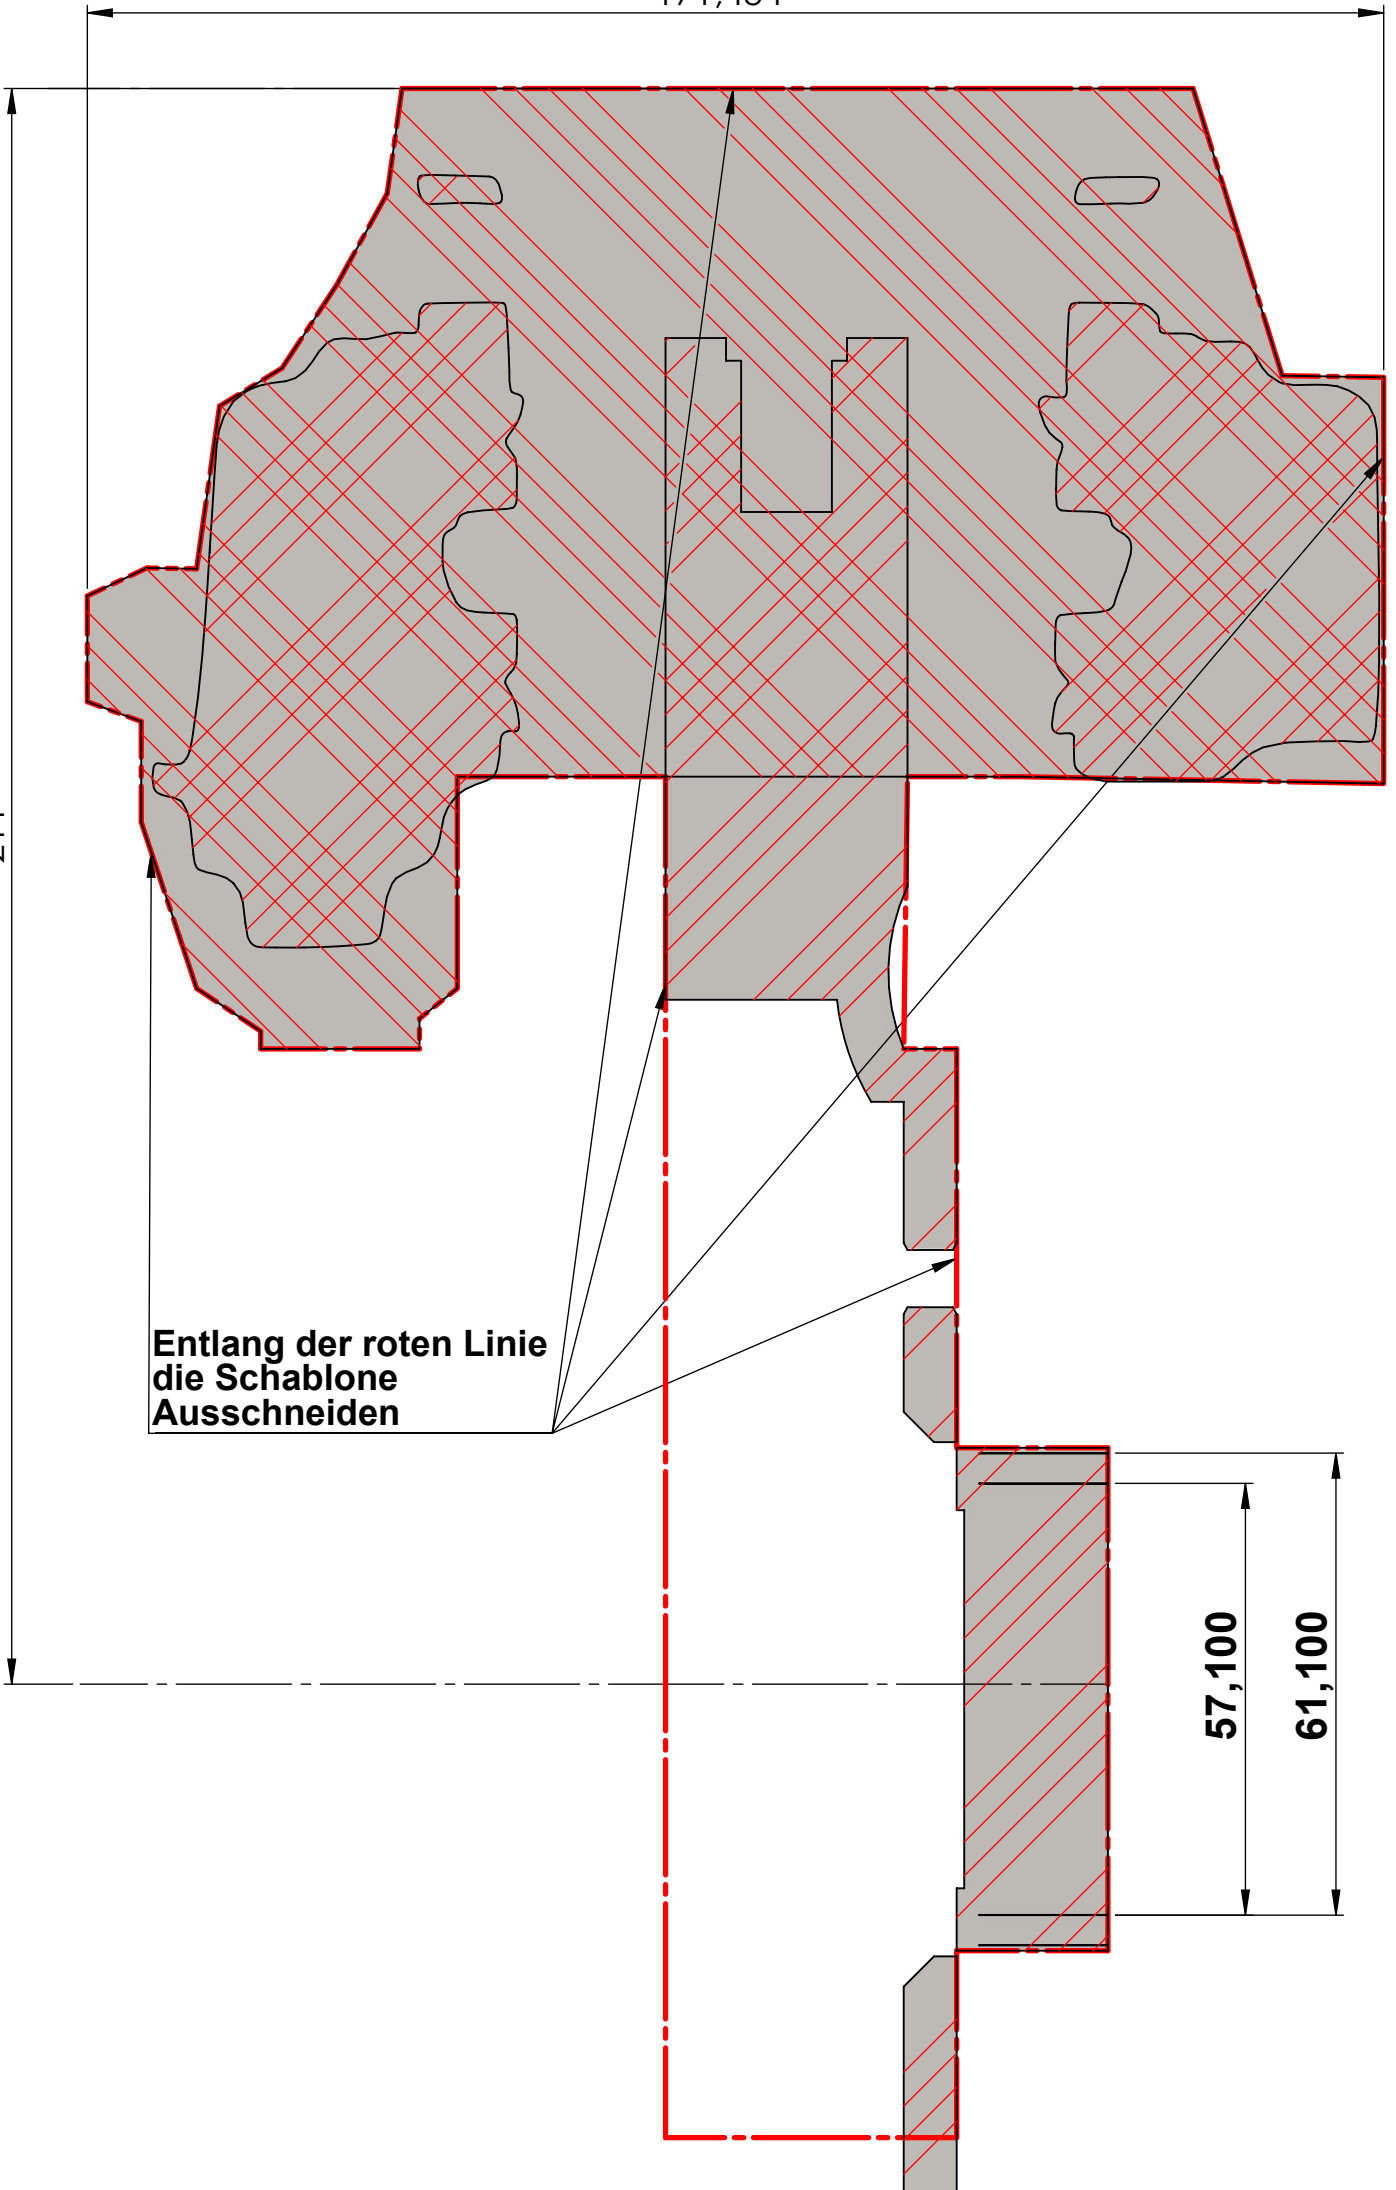 Entlang der roten Linie
die Schablone
Ausschneiden
57,100
61,100